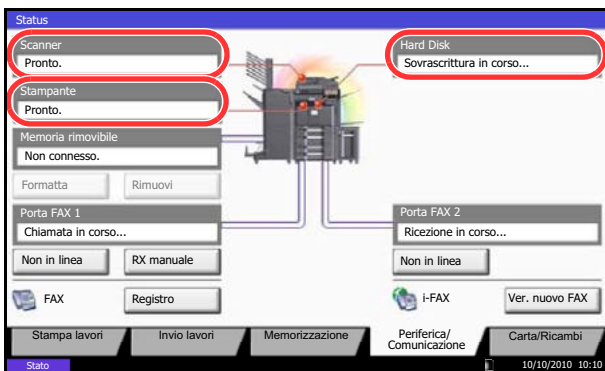 Status
Scanner
Pronto.
Hard Disk
Sovrascrittura in corso...
Stampante
Pronto.
Memoria rimovibile
Non connesso.
Formatta
Rimuovi
Porta FAX 1
Chiamata in corso...
Porta FAX 2
Ricezione in corso...
Non in linea
RX manuale
Non in linea
FAX
Registro
i-FAX
Ver. nuovo FAX
Stampa lavori
Invio lavori
Memorizzazione
Periferica/
Comunicazione
Carta/Ricambi
Stato
10/10/2010 10:10